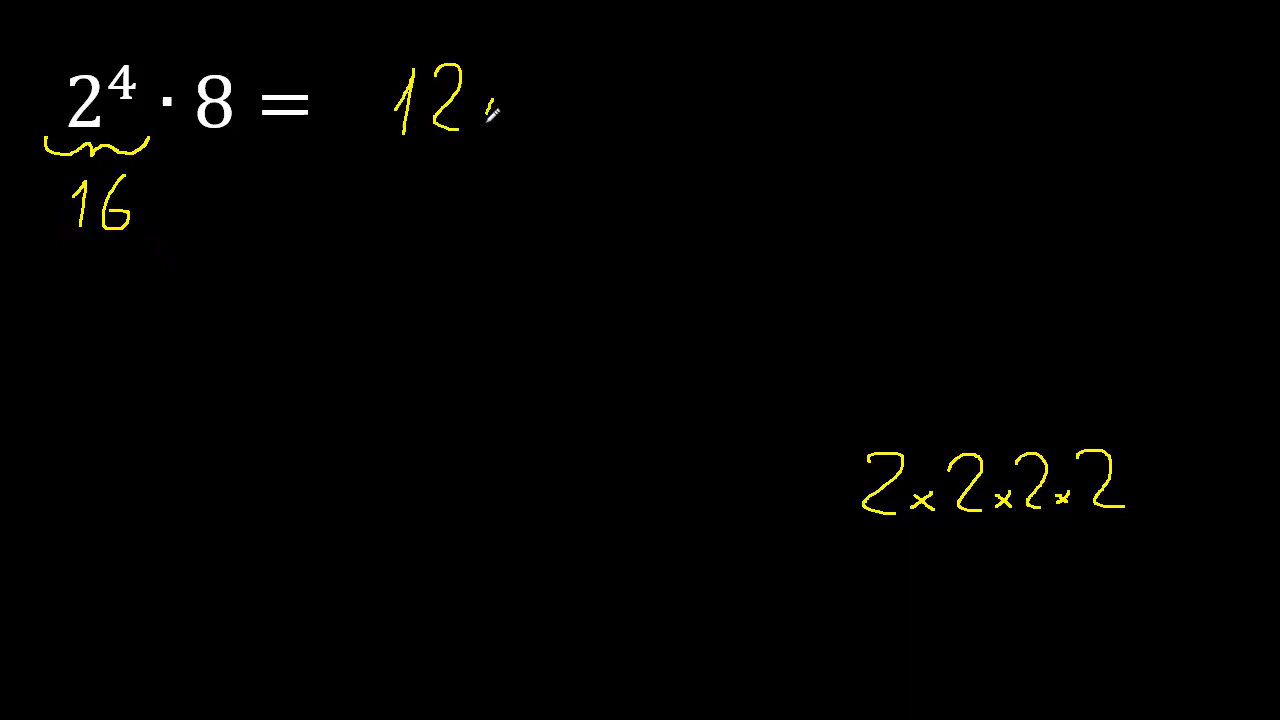 2⁴ · 8 = 12
16
2 × 2 × 2 × 2